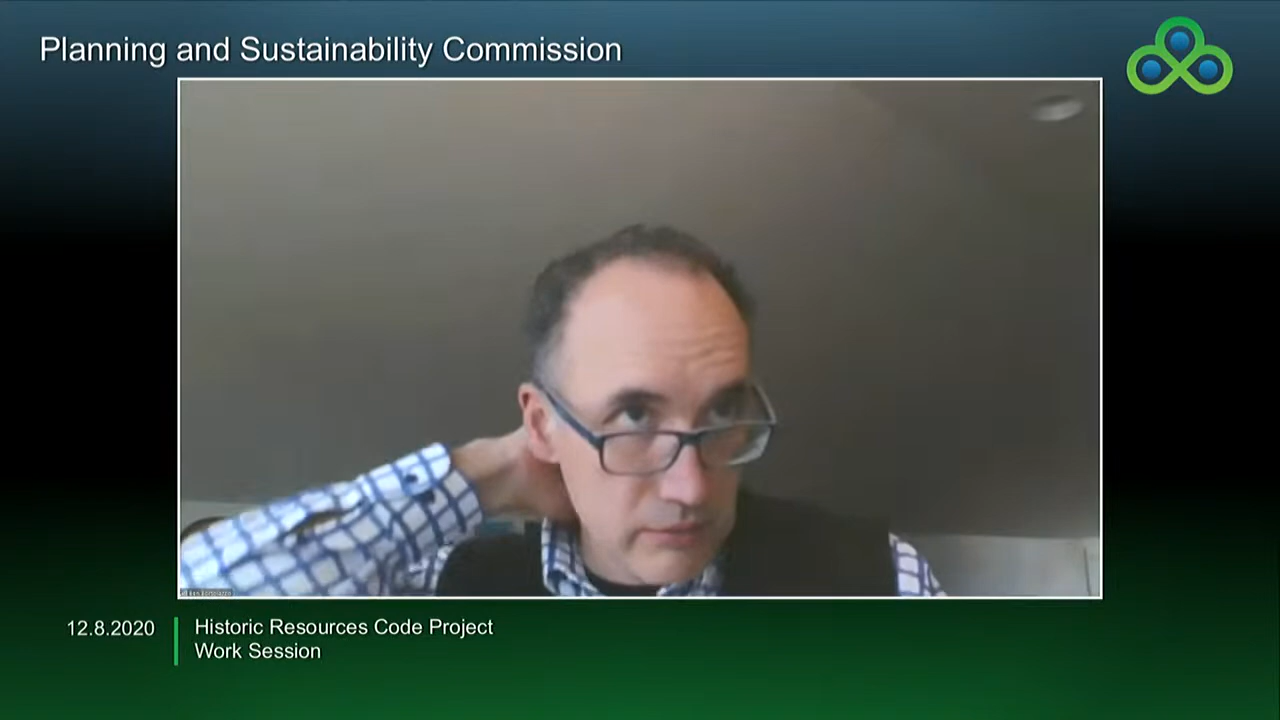 Planning and Sustainability Commission
12.8.2020
Historic Resources Code Project
Work Session